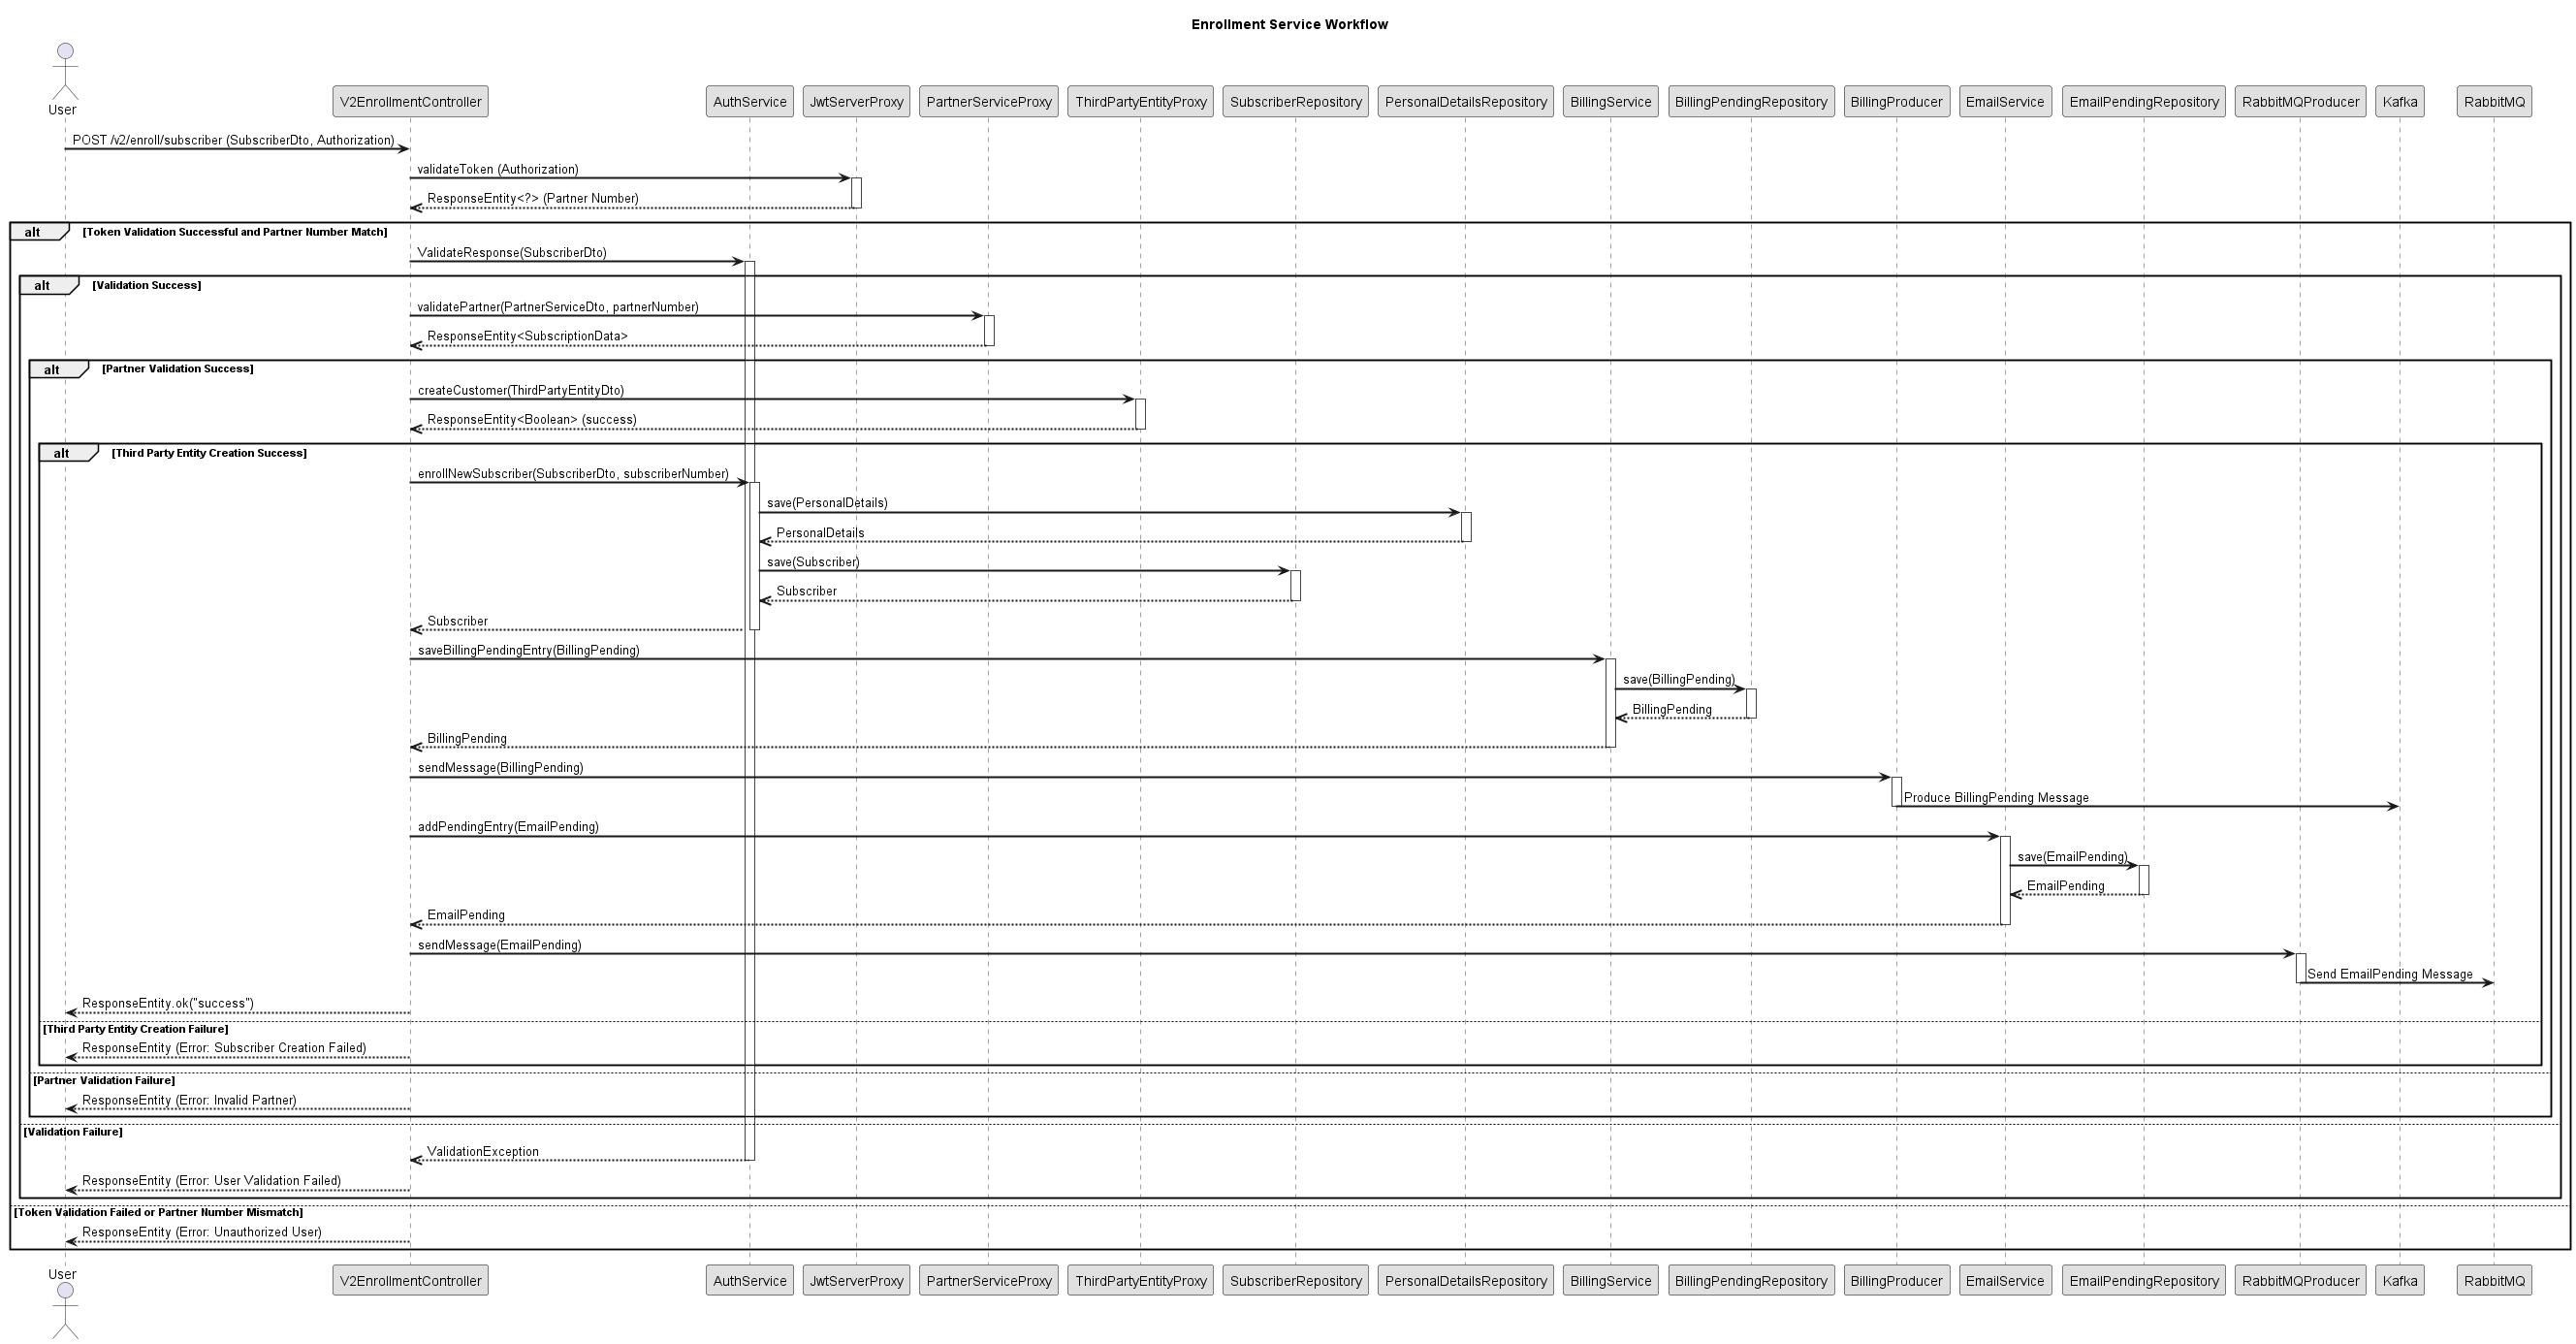 Enrollment Service Workflow
User
V2EnrollmentController
AuthService
JwtServerProxy
PartnerServiceProxy
ThirdPartyEntityProxy
SubscriberRepository
PersonalDetailsRepository
BillingService
BillingPendingRepository
BillingProducer
EmailService
EmailPendingRepository
RabbitMQProducer
Kafka
RabbitMQ
POST /v2/enroll/subscriber (SubscriberDto, Authorization)
validateToken (Authorization)
ResponseEntity<?> (Partner Number)
alt [Token Validation Successful and Partner Number Match]
ValidateResponse(SubscriberDto)
alt [Validation Success]
validatePartner(PartnerServiceDto, partnerNumber)
ResponseEntity<SubscriptionData>
alt [Partner Validation Success]
createCustomer(ThirdPartyEntityDto)
ResponseEntity<Boolean> (success)
alt [Third Party Entity Creation Success]
enrollNewSubscriber(SubscriberDto, subscriberNumber)
save(PersonalDetails)
PersonalDetails
save(Subscriber)
Subscriber
Subscriber
saveBillingPendingEntry(BillingPending)
save(BillingPending)
BillingPending
BillingPending
sendMessage(BillingPending)
Produce BillingPending Message
addPendingEntry(EmailPending)
save(EmailPending)
EmailPending
EmailPending
sendMessage(EmailPending)
Send EmailPending Message
ResponseEntity.ok("success")
[Third Party Entity Creation Failure]
ResponseEntity (Error: Subscriber Creation Failed)
[Partner Validation Failure]
ResponseEntity (Error: Invalid Partner)
[Validation Failure]
ValidationException
ResponseEntity (Error: User Validation Failed)
[Token Validation Failed or Partner Number Mismatch]
ResponseEntity (Error: Unauthorized User)
User
V2EnrollmentController
AuthService
JwtServerProxy
PartnerServiceProxy
ThirdPartyEntityProxy
SubscriberRepository
PersonalDetailsRepository
BillingService
BillingPendingRepository
BillingProducer
EmailService
EmailPendingRepository
RabbitMQProducer
Kafka
RabbitMQ